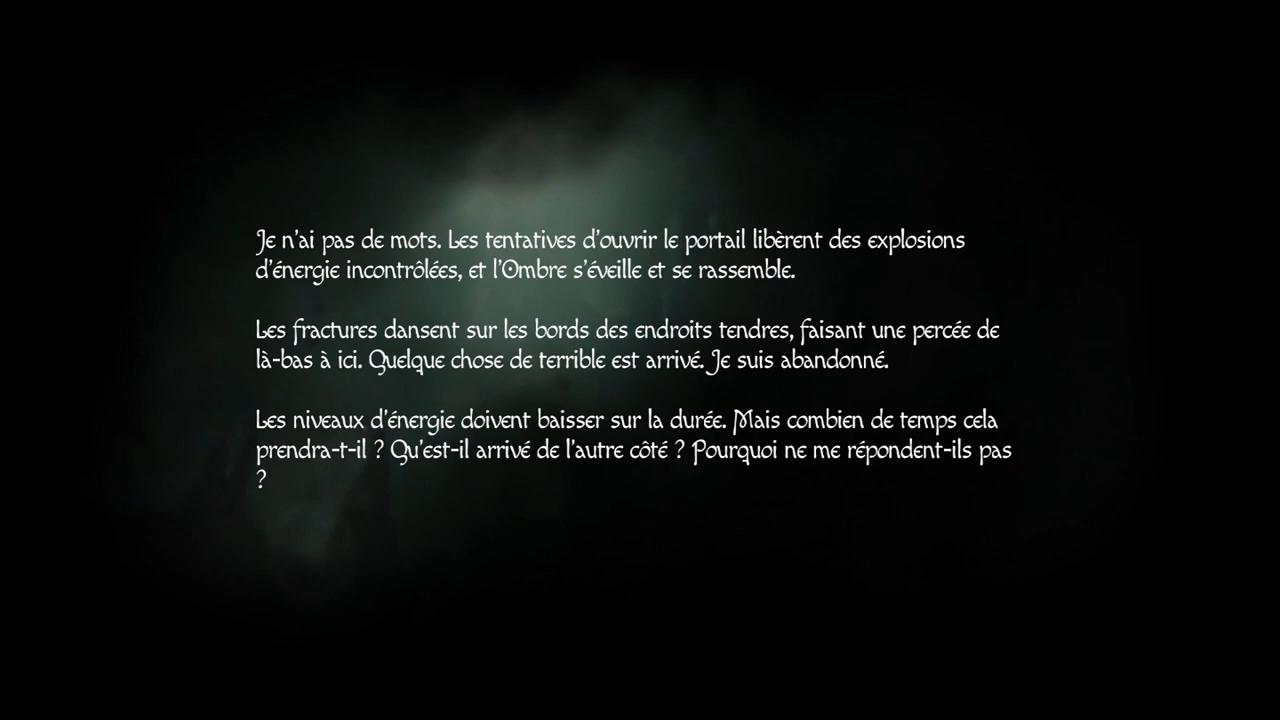 Je n'ai pas de mots. Les tentatives d'ouvrir le portail libèrent des explosions
d'énergie incontrôlées, et l'Ombre s'éveille et se rassemble.
Les fractures dansent sur les bords des endroits tendres, faisant une percée de
là-bas à ici. Quelque chose de terrible est arrivé. Je suis abandonné.
Les niveaux d'énergie doivent baisser sur la durée. Mais combien de temps cela
prendra-t-il ? Qu'est-il arrivé de l'autre côté ? Pourquoi ne me répondent-ils pas
?